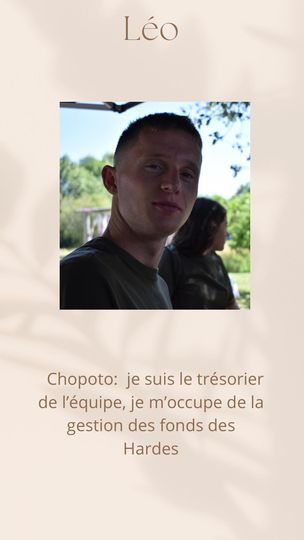 Léo
Chopoto:  je suis le trésorier
de l’équipe, je m’occupe de la
gestion des fonds des
Hardes